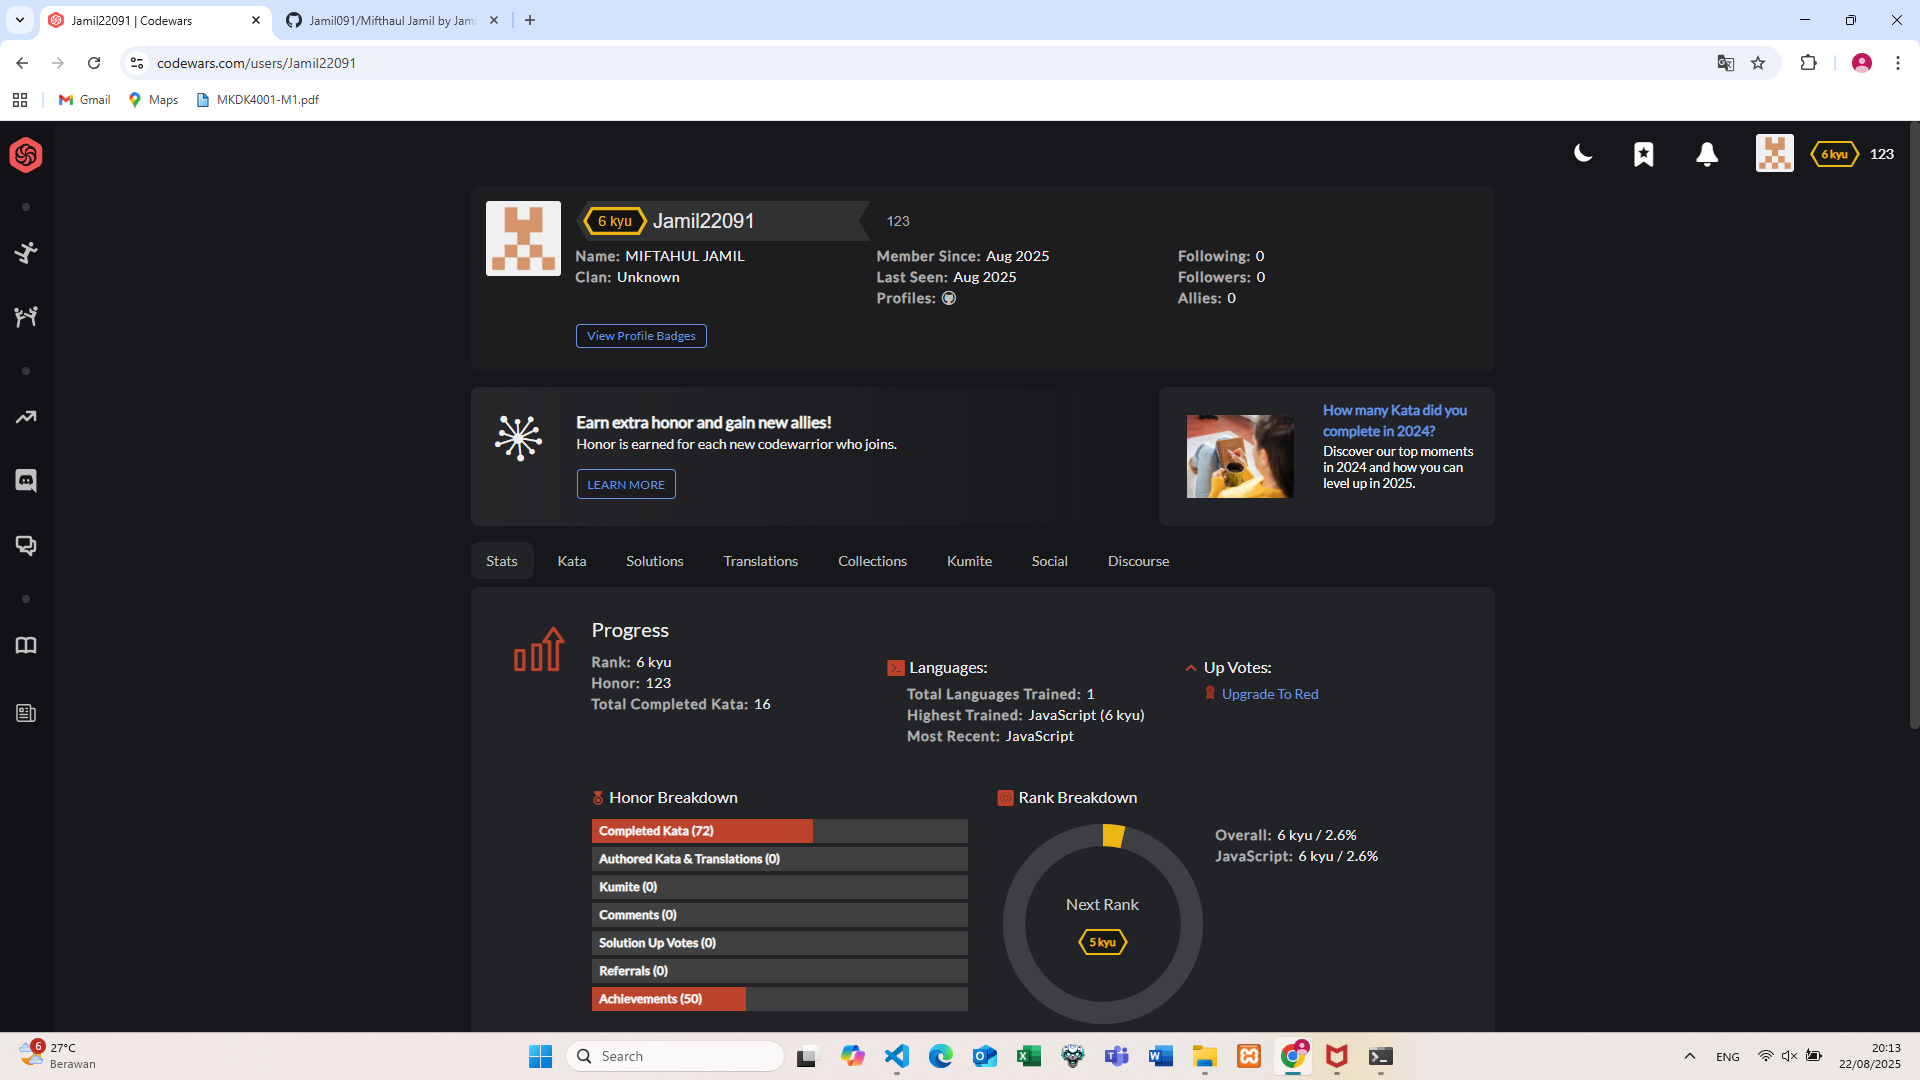 Jamil22091 | Codewars
Jamil091/Mifthaul Jamil by Jam
codewars.com/users/Jamil22091
Gmail
Maps
MKDK4001-M1.pdf
6 kyu
123
6 kyu
Jamil22091
123
Name: MIFTAHUL JAMIL
Clan: Unknown
Member Since: Aug 2025
Last Seen: Aug 2025
Profiles:
Following: 0
Followers: 0
Allies: 0
View Profile Badges
Earn extra honor and gain new allies!
Honor is earned for each new codewarrior who joins.
LEARN MORE
How many Kata did you
complete in 2024?
Discover our top moments
in 2024 and how you can
level up in 2025.
Stats
Kata
Solutions
Translations
Collections
Kumite
Social
Discourse
Progress
Rank: 6 kyu
Honor: 123
Total Completed Kata: 16
Languages:
Total Languages Trained: 1
Highest Trained: JavaScript (6 kyu)
Most Recent: JavaScript
Up Votes:
Upgrade To Red
Honor Breakdown
Completed Kata (72)
Authored Kata & Translations (0)
Kumite (0)
Comments (0)
Solution Up Votes (0)
Referrals (0)
Achievements (50)
Rank Breakdown
Next Rank
5 kyu
Overall: 6 kyu / 2.6%
JavaScript: 6 kyu / 2.6%
6
27°C
Berawan
Search
ENG
20:13
22/08/2025